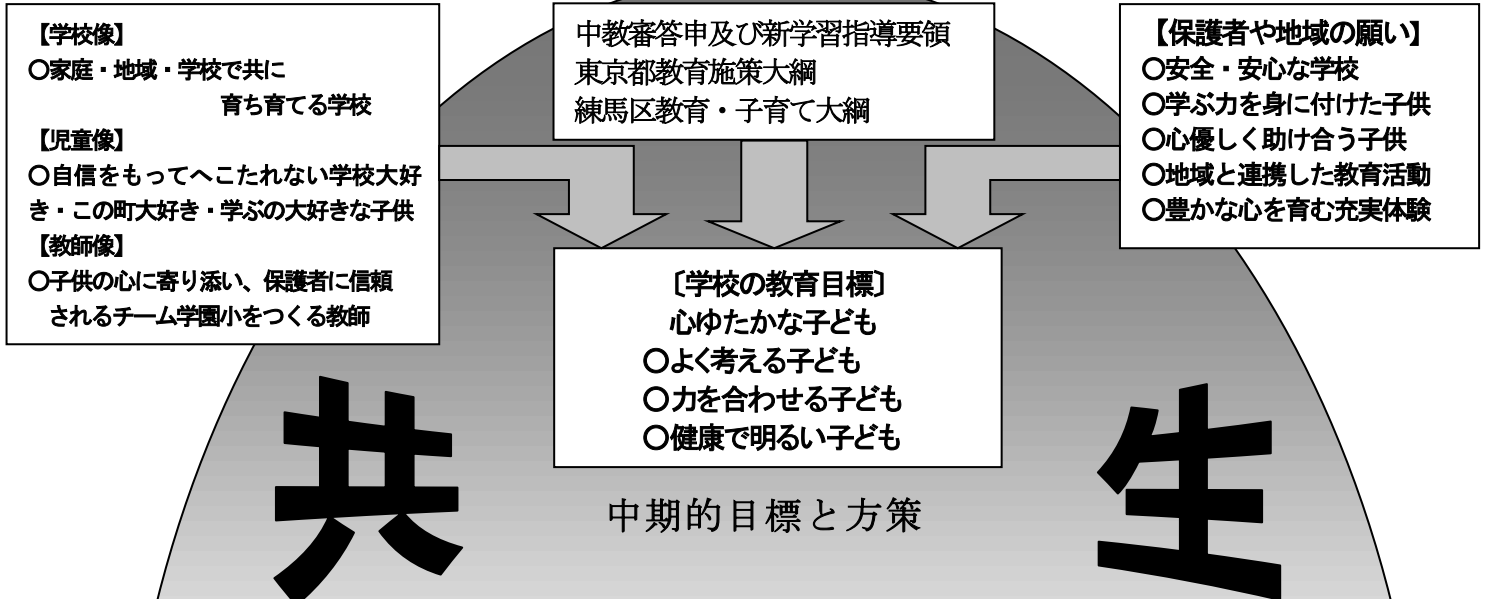 【学校像】
○家庭・地域・学校で共に
育ち育てる学校
【児童像】
○自信をもってへこたれない学校大好
き・この町大好き・学ぶの大好きな子供
【教師像】
○子供の心に寄り添い、保護者に信頼
されるチーム学園小をつくる教師
中教審答申及び新学習指導要領
東京都教育施策大綱
練馬区教育・子育て大綱
【保護者や地域の願い】
○安全・安心な学校
○学ぶ力を身に付けた子供
○心優しく助け合う子供
○地域と連携した教育活動
○豊かな心を育む充実体験
〔学校の教育目標〕
心ゆたかな子ども
○よく考える子ども
○力を合わせる子ども
○健康で明るい子ども
共生
中期的目標と方策